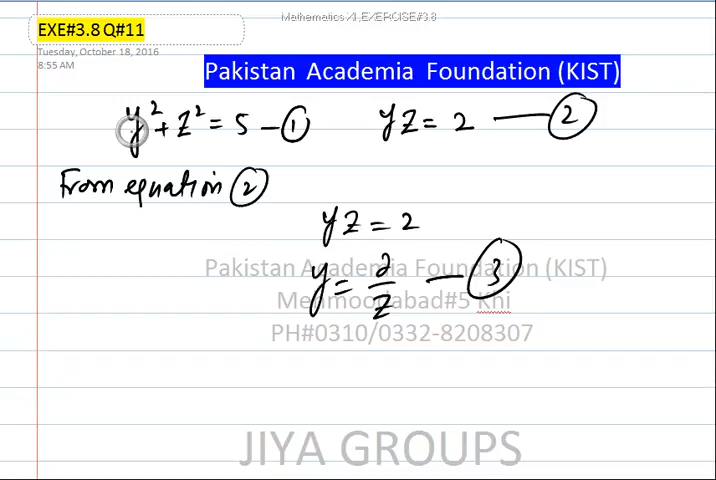 Mathematics XI,EXERCISE#3.8
EXE#3.8 Q#11
Tuesday, October 18, 2016
8:55 AM
Pakistan Academia Foundation (KIST)
y² + z² = 5 — ① yz = 2 — ②
From equation ②
yz = 2
y = 2/z — ③
Pakistan Academia Foundation (KIST)
Mehmoodabad#5 Khi
PH#0310/0332-8208307
JIYA GROUPS